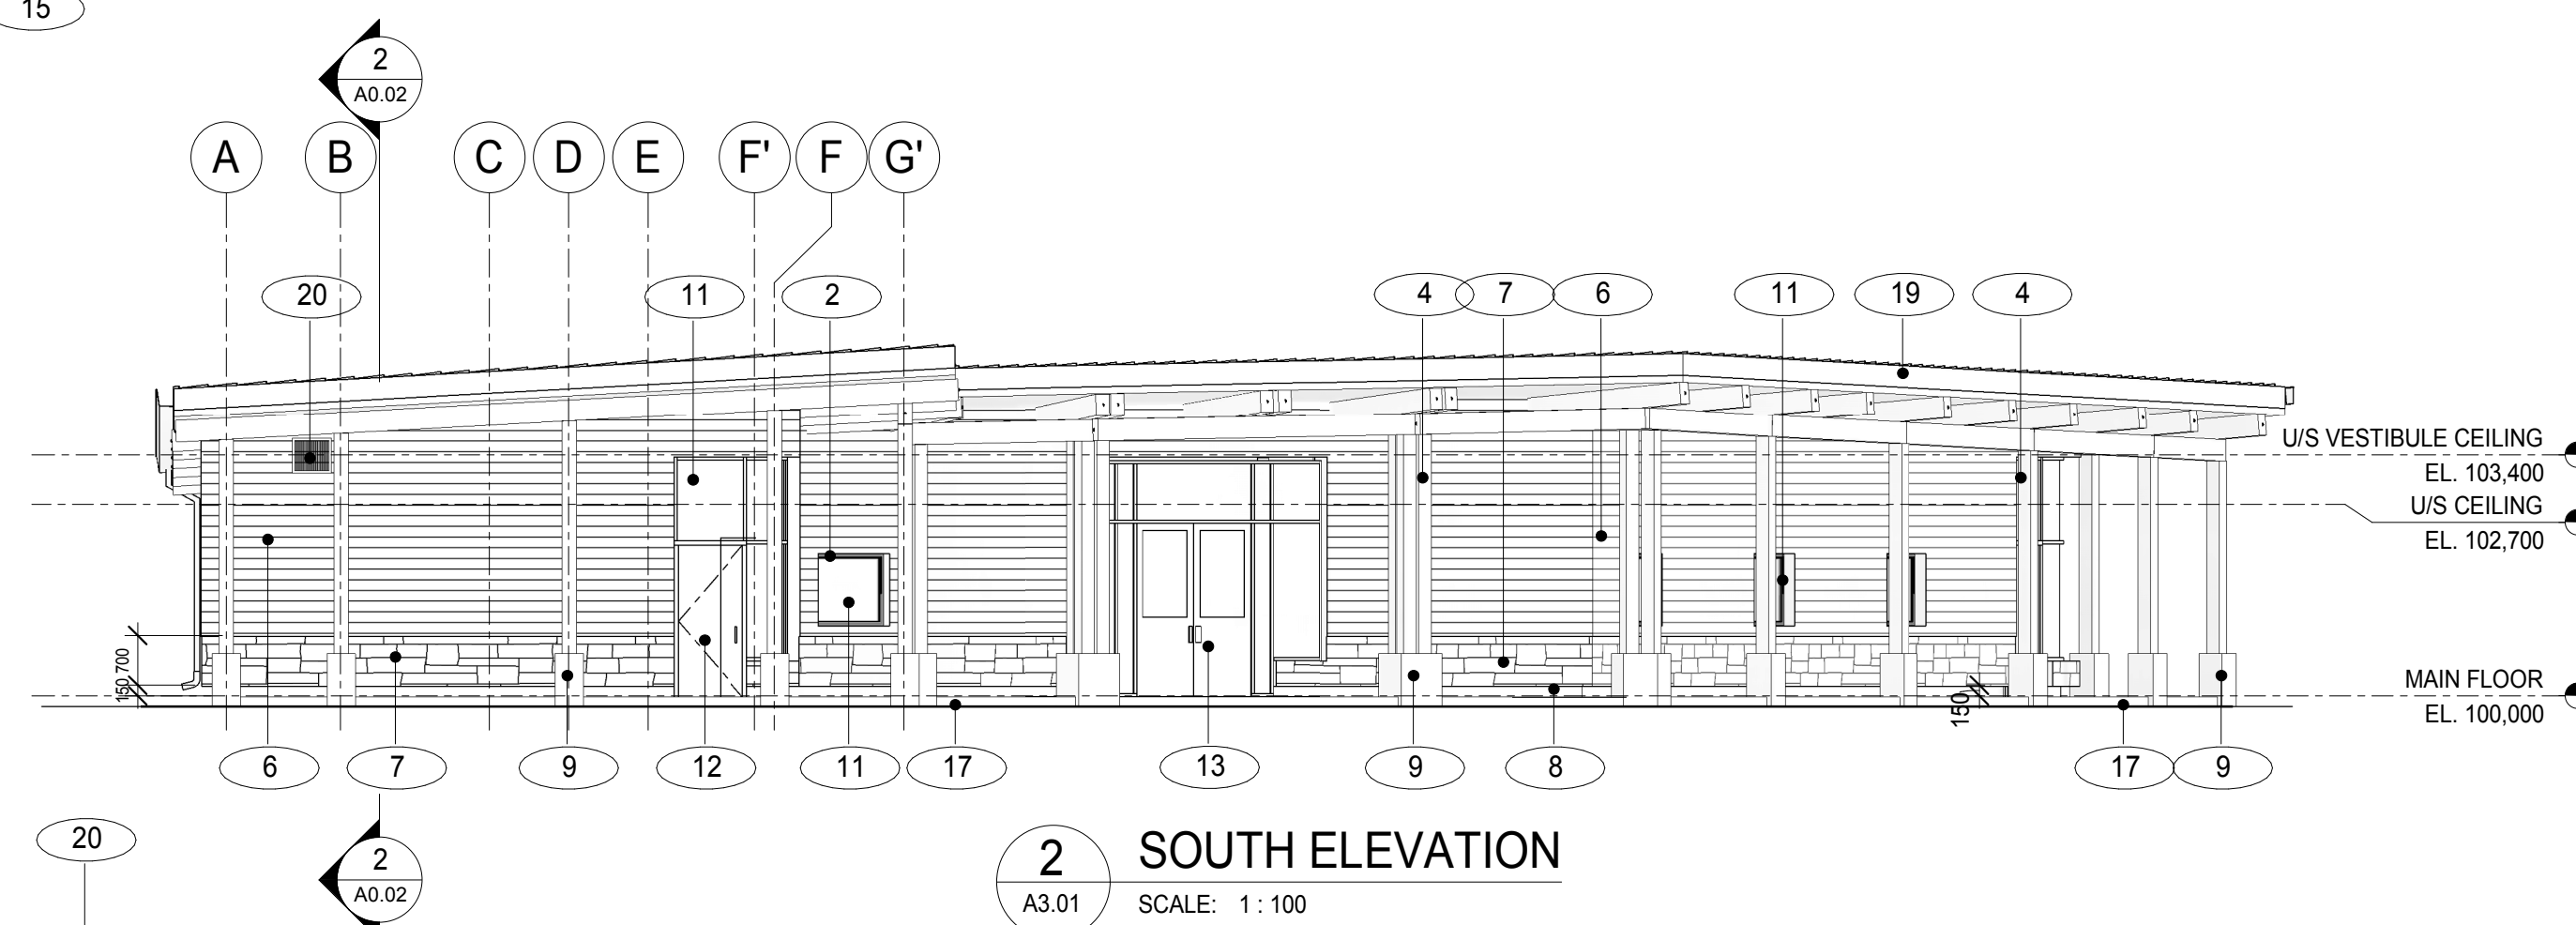 15
2
A0.02
A B C D E F' F G'
20 11 2 4 7 6 11 19 4
U/S VESTIBULE CEILING
EL. 103,400
U/S CEILING
EL. 102,700
700
150
150
MAIN FLOOR
EL. 100,000
6 7 9 12 11 17 13 9 8 17 9
20
2
A0.02
2
A3.01
SOUTH ELEVATION
SCALE: 1 : 100